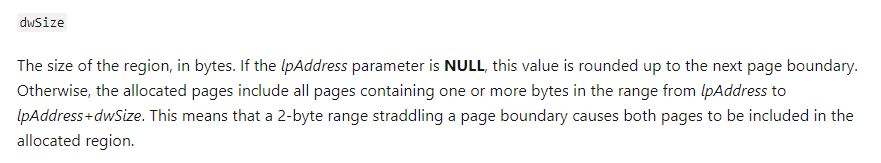 dwSize
The size of the region, in bytes. If the lpAddress parameter is NULL, this value is rounded up to the next page boundary.
Otherwise, the allocated pages include all pages containing one or more bytes in the range from lpAddress to
lpAddress+dwSize. This means that a 2-byte range straddling a page boundary causes both pages to be included in the
allocated region.